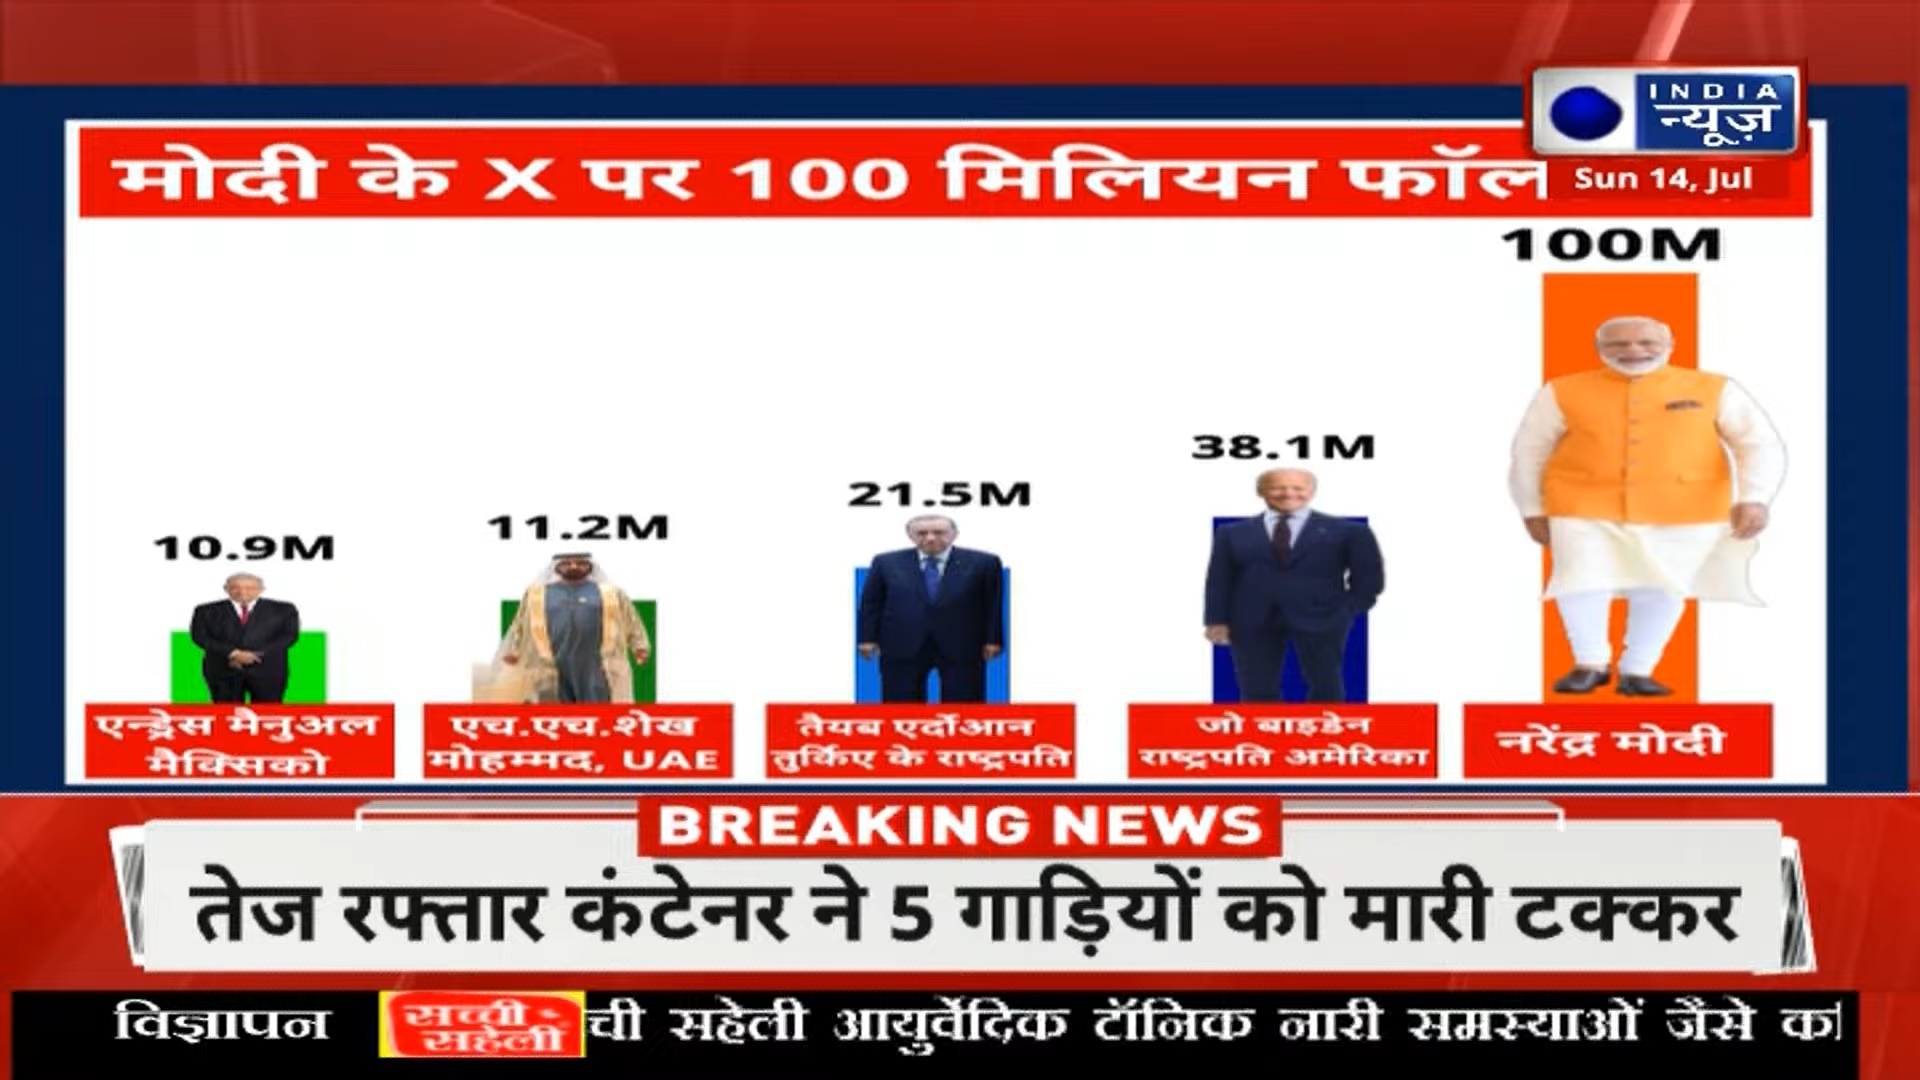 INDIA
न्यूज़
Sun 14, Jul
मोदी के X पर 100 मिलियन
100M
38.1M
21.5M
11.2M
10.9M
एन्ड्रेस मैनुअल
मैक्सिको
एच.एच.शेख
मोहम्मद, UAE
तैयब एर्दोआन
तुर्किए के राष्ट्रपति
जो बाइडेन
राष्ट्रपति अमेरिका
नरेंद्र मोदी
BREAKING NEWS
तेज रफ्तार कंटेनर ने 5 गाड़ियों को मारी टक्कर
विज्ञापन
सच्ची
सहेली
ची सहेली आयुर्वेदिक टॉनिक नारी समस्याओं जैसे